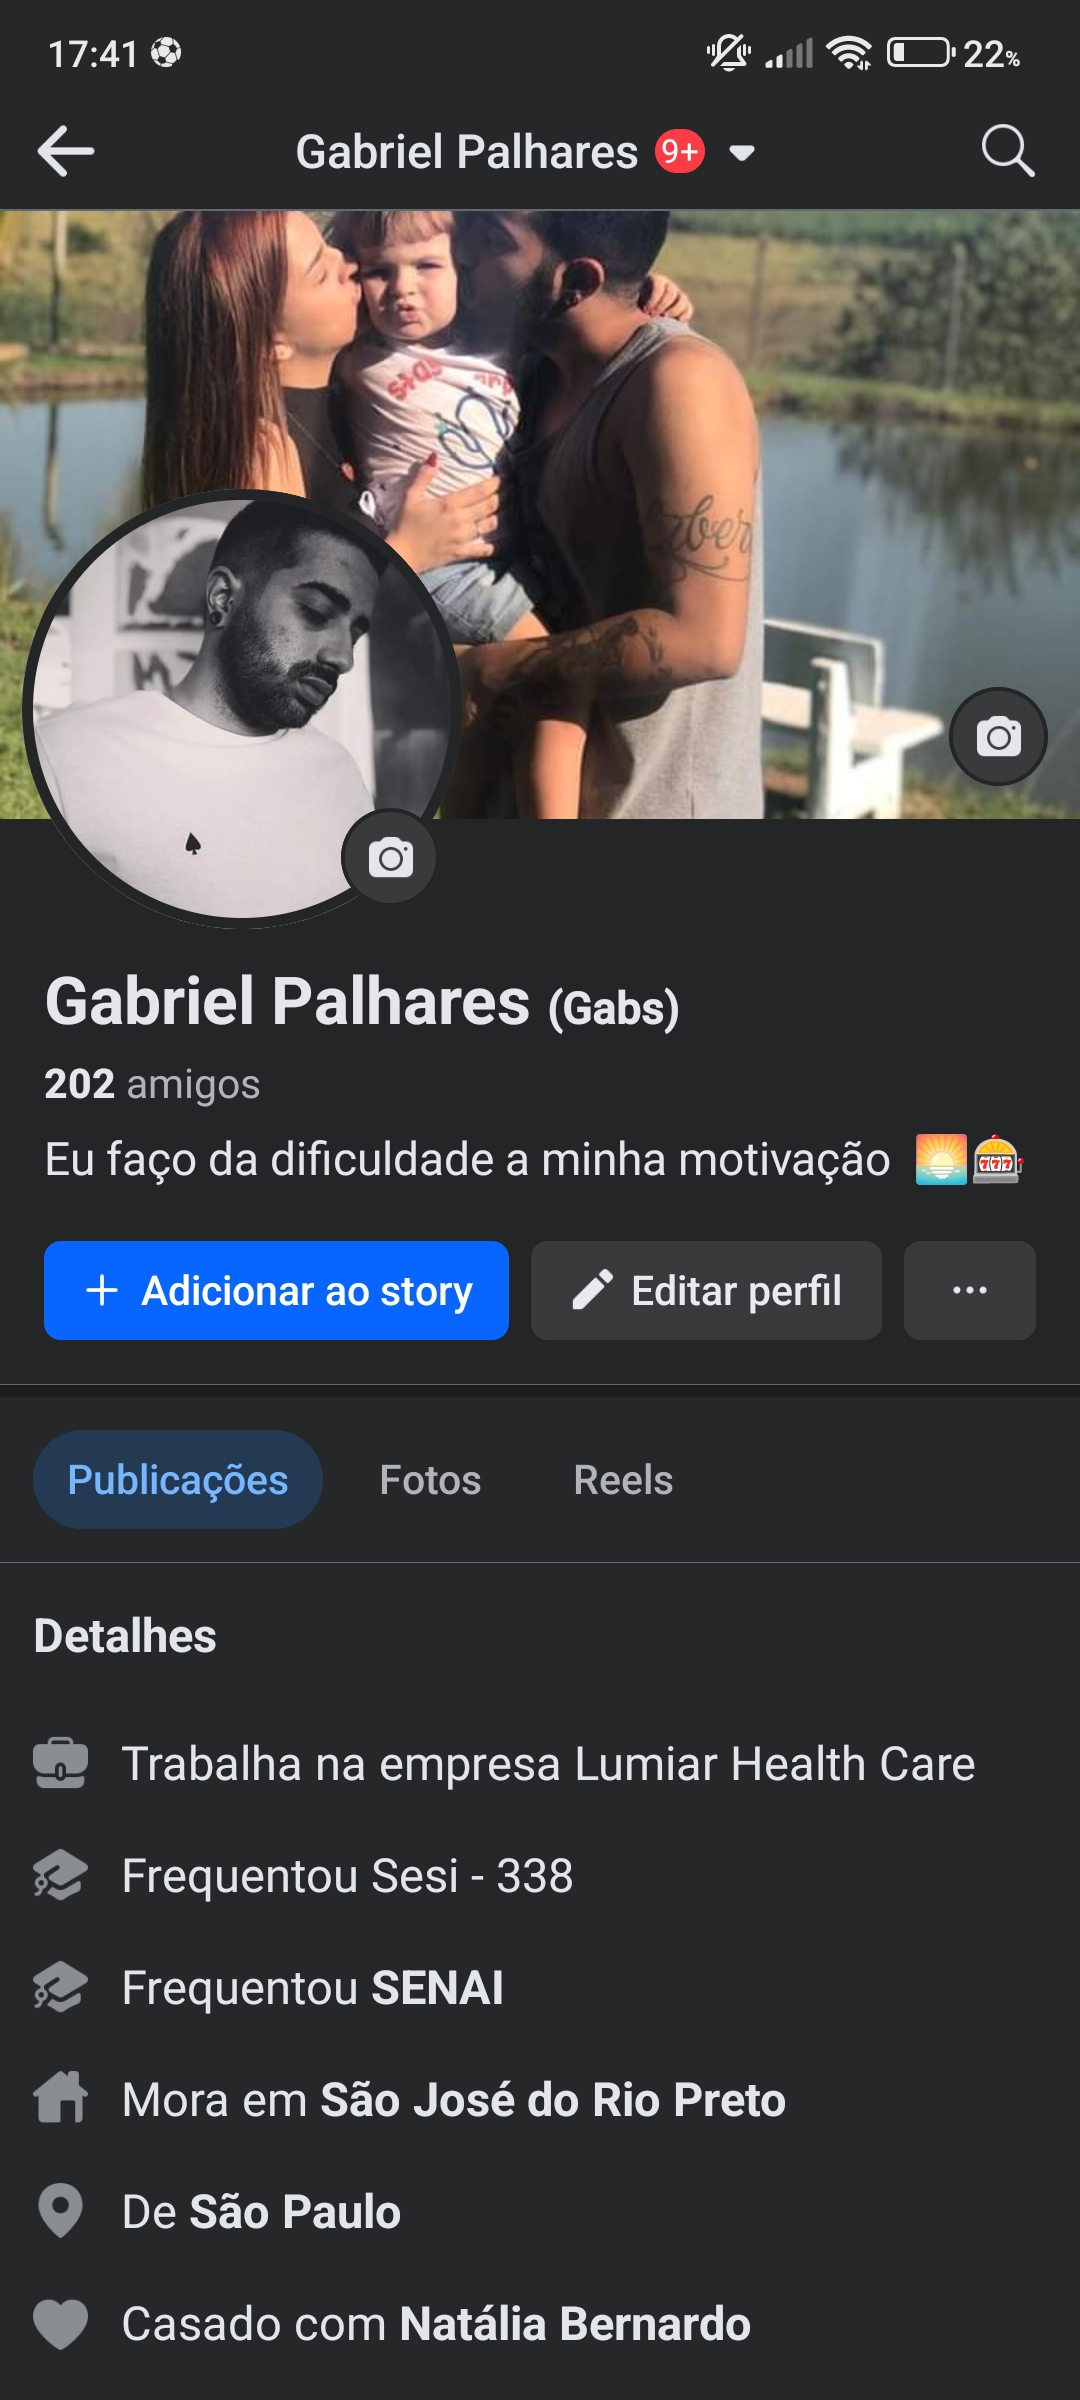 17:41
22%
Gabriel Palhares 9+
Gabriel Palhares (Gabs)
202 amigos
Eu faço da dificuldade a minha motivação 🌅🎰
+ Adicionar ao story
Editar perfil
...
Publicações
Fotos
Reels
Detalhes
Trabalha na empresa Lumiar Health Care
Frequentou Sesi - 338
Frequentou SENAI
Mora em São José do Rio Preto
De São Paulo
Casado com Natália Bernardo